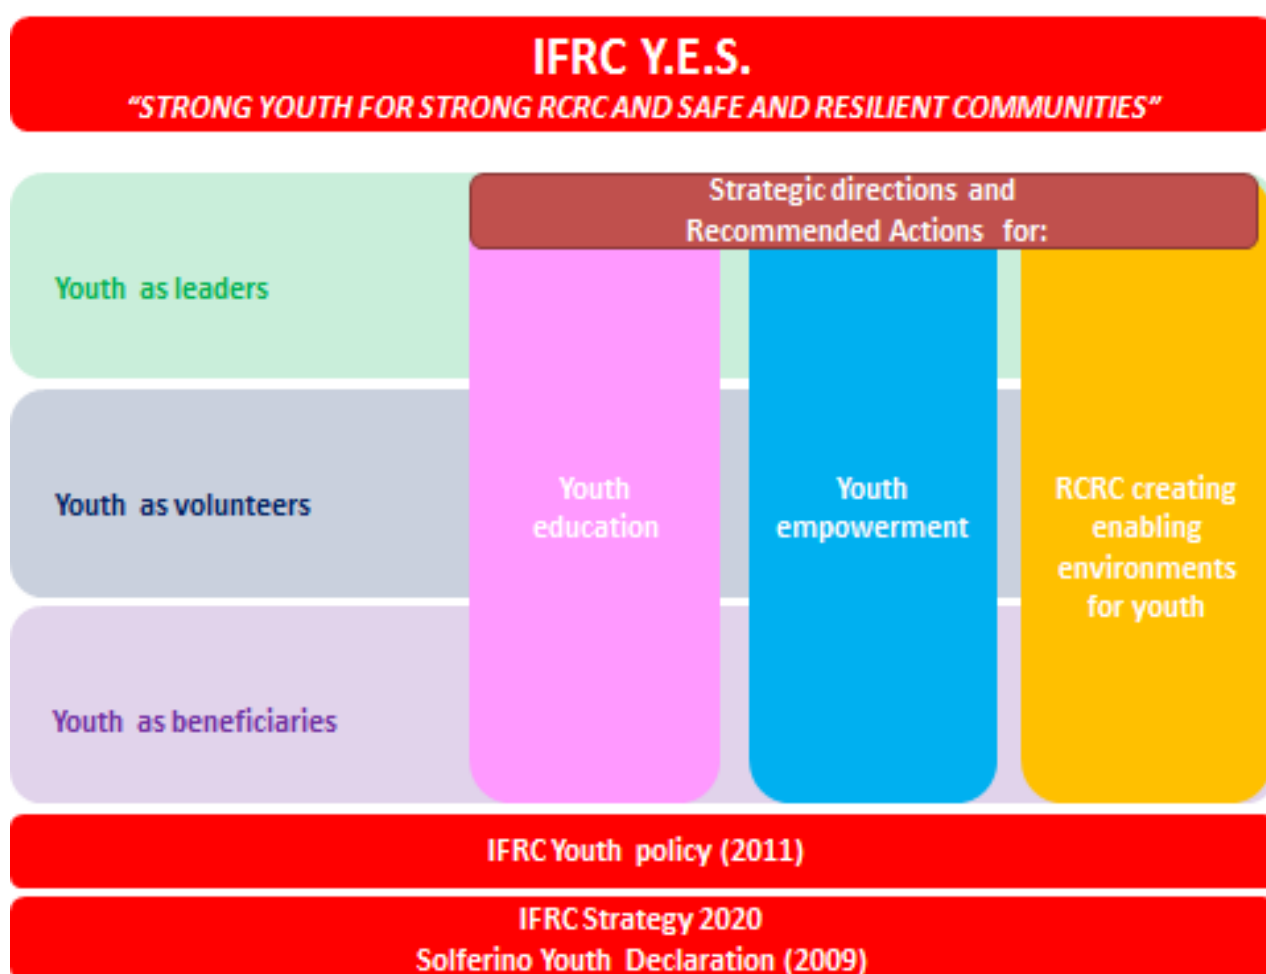 IFRC Y.E.S.
“STRONG YOUTH FOR STRONG RCRC AND SAFE AND RESILIENT COMMUNITIES”
Strategic directions and
Recommended Actions for:
Youth as leaders
Youth as volunteers
Youth as beneficiaries
Youth
education
Youth
empowerment
RCRC creating
enabling
environments
for youth
IFRC Youth policy (2011)
IFRC Strategy 2020
Solferino Youth Declaration (2009)